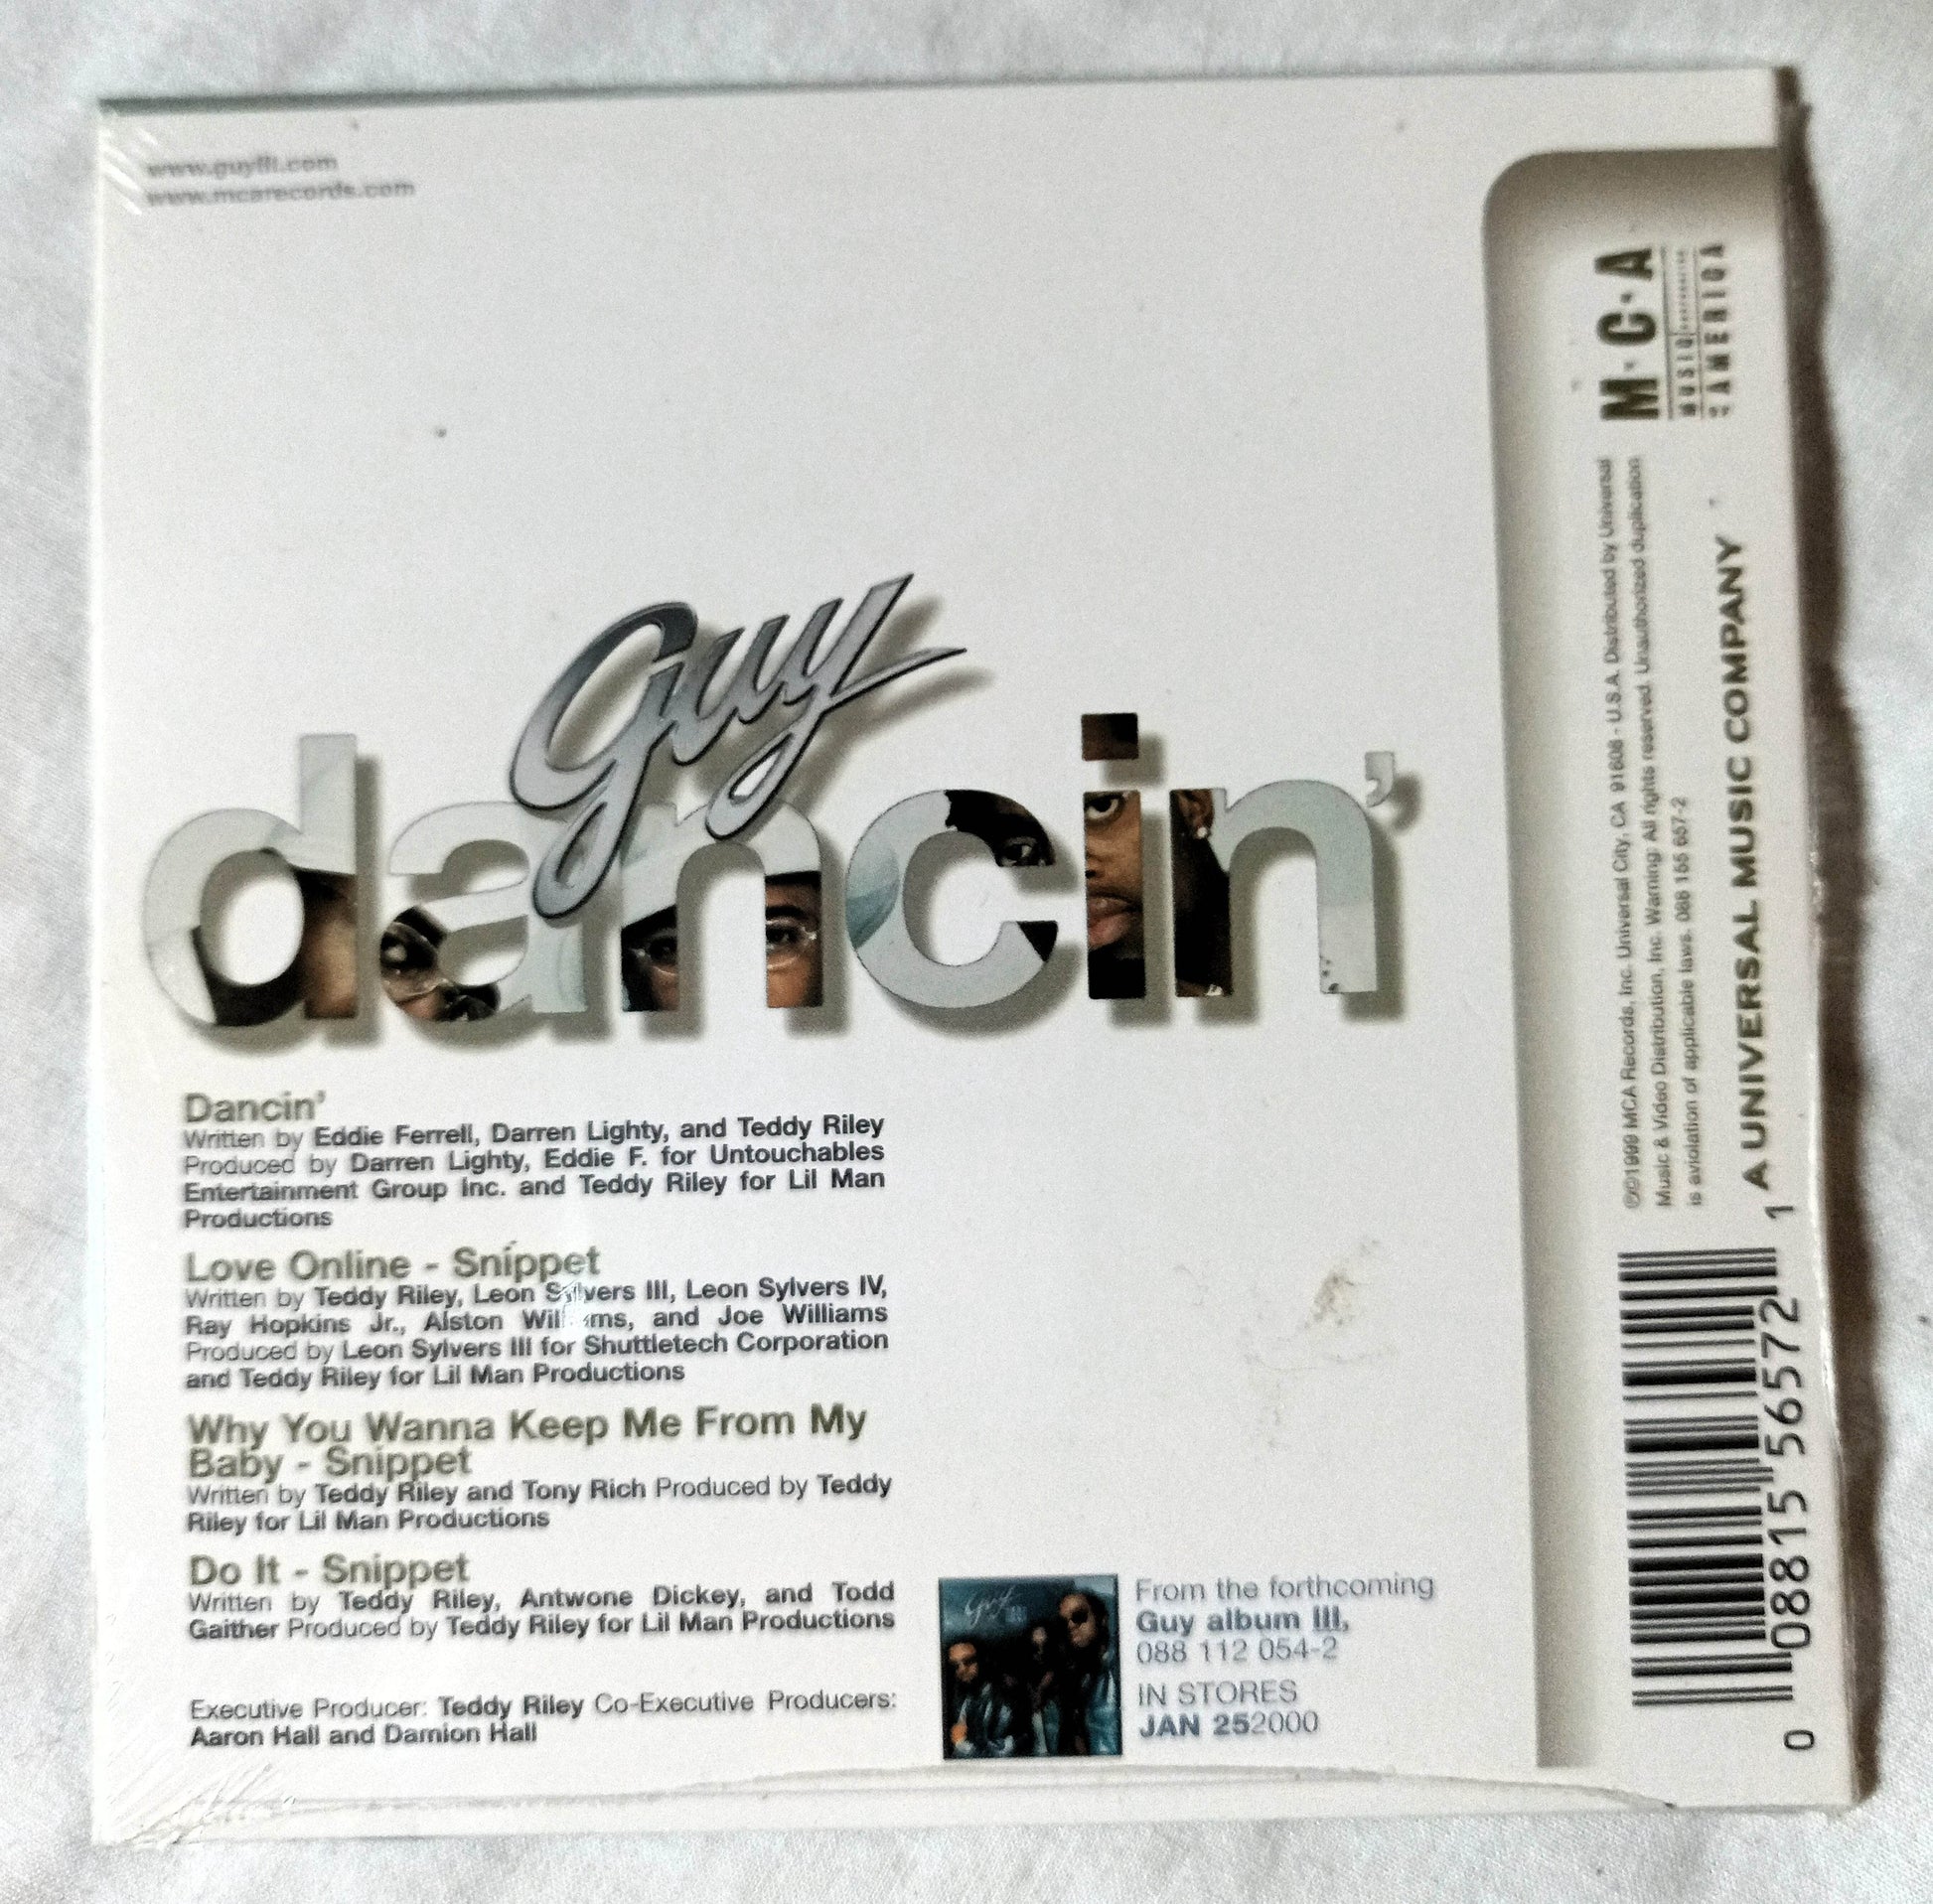 www.guyIII.com
www.mcarecords.com
Guy
dancin'
Dancin'
Written by Eddie Ferrell, Darren Lighty, and Teddy Riley
Produced by Darren Lighty, Eddie F. for Untouchables
Entertainment Group Inc. and Teddy Riley for Lil Man
Productions
Love Online - Snippet
Written by Teddy Riley, Leon Sylvers III, Leon Sylvers IV,
Ray Hopkins Jr., Alston Williams, and Joe Williams
Produced by Leon Sylvers III for Shuttletech Corporation
and Teddy Riley for Lil Man Productions
Why You Wanna Keep Me From My
Baby - Snippet
Written by Teddy Riley and Tony Rich Produced by Teddy
Riley for Lil Man Productions
Do It - Snippet
Written by Teddy Riley, Antwone Dickey, and Todd
Gaither Produced by Teddy Riley for Lil Man Productions
Executive Producer: Teddy Riley Co-Executive Producers:
Aaron Hall and Damion Hall
Guy III
From the forthcoming
Guy album III,
088 112 054-2
IN STORES
JAN 252000
M·C·A
MUSIC CORPORATION
OF AMERICA
℗©1999 MCA Records, Inc. Universal City, CA 91608 - U.S.A. Distributed by Universal
Music & Video Distribution, Inc. Warning: All rights reserved. Unauthorized duplication
is aviolation of applicable laws. 088 155 657-2
A UNIVERSAL MUSIC COMPANY
0 08815 56572 1